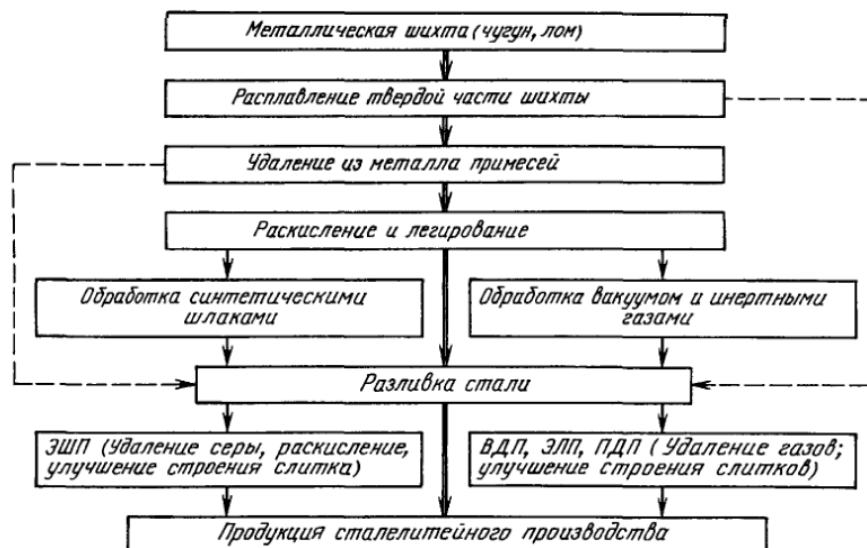 Металлическая шихта (чугун, лом)
Расплавление твердой части шихты
Удаление из металла примесей
Раскисление и легирование
Обработка синтетическими
шлаками
Обработка вакуумом и инертными
газами
Разливка стали
ЭШП (Удаление серы, раскисление,
улучшение строения слитка)
ВДП, ЭЛП, ПДП (Удаление газов;
улучшение строения слитков)
Продукция сталелитейного производства